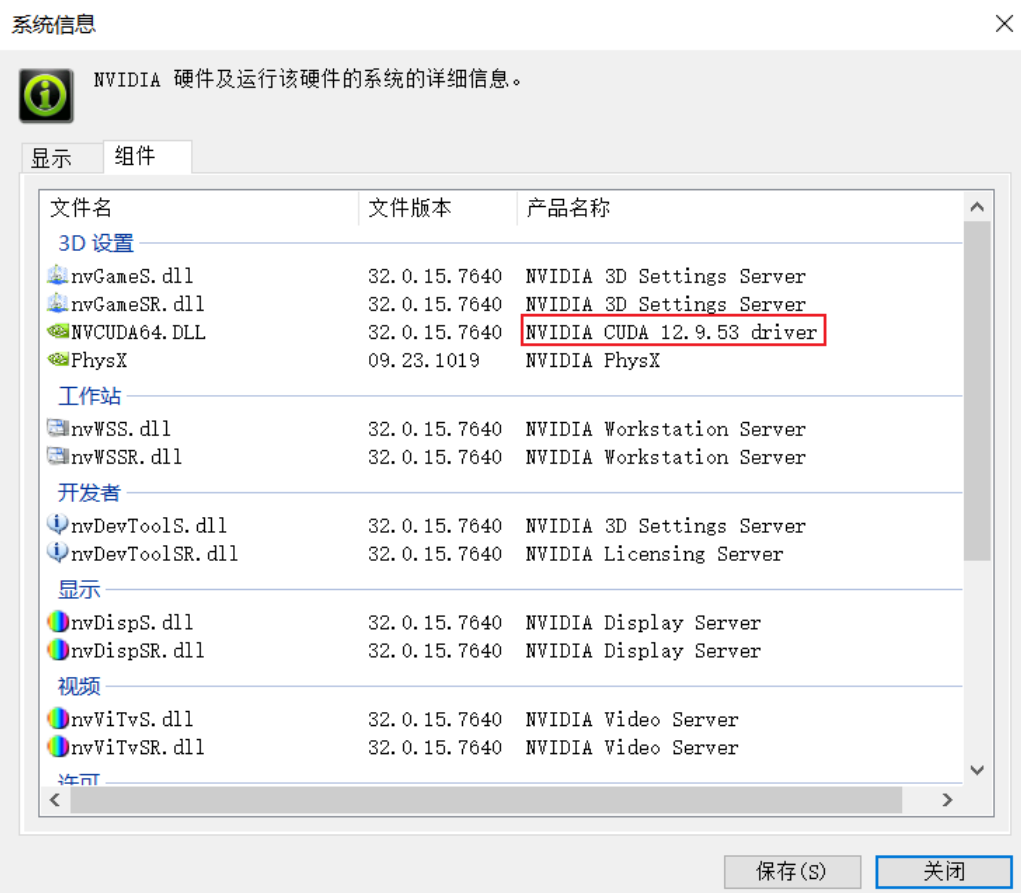 系统信息
NVIDIA 硬件及运行该硬件的系统的详细信息。
显示 组件
文件名 文件版本 产品名称
3D 设置
nvGameS.dll 32.0.15.7640 NVIDIA 3D Settings Server
nvGameSR.dll 32.0.15.7640 NVIDIA 3D Settings Server
NVCUDA64.DLL 32.0.15.7640 NVIDIA CUDA 12.9.53 driver
PhysX 09.23.1019 NVIDIA PhysX
工作站
nvWSS.dll 32.0.15.7640 NVIDIA Workstation Server
nvWSSR.dll 32.0.15.7640 NVIDIA Workstation Server
开发者
nvDevToolS.dll 32.0.15.7640 NVIDIA 3D Settings Server
nvDevToolSR.dll 32.0.15.7640 NVIDIA Licensing Server
显示
nvDispS.dll 32.0.15.7640 NVIDIA Display Server
nvDispSR.dll 32.0.15.7640 NVIDIA Display Server
视频
nvViTvS.dll 32.0.15.7640 NVIDIA Video Server
nvViTvSR.dll 32.0.15.7640 NVIDIA Video Server
许可
保存(S) 关闭